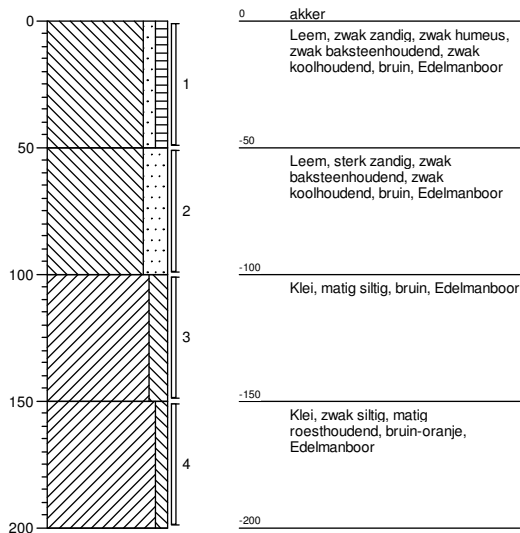 0
50
100
150
200
1
2
3
4
0 akker
Leem, zwak zandig, zwak humeus,
zwak baksteenhoudend, zwak
koolhoudend, bruin, Edelmanboor
-50
Leem, sterk zandig, zwak
baksteenhoudend, zwak
koolhoudend, bruin, Edelmanboor
-100
Klei, matig siltig, bruin, Edelmanboor
-150
Klei, zwak siltig, matig
roesthoudend, bruin-oranje,
Edelmanboor
-200